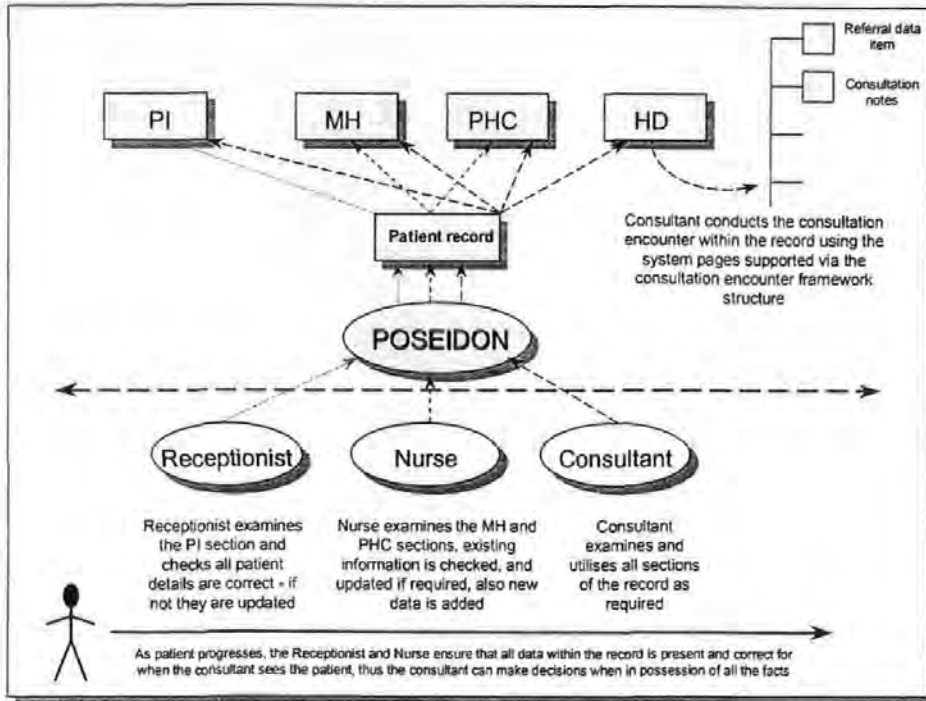 Referral data
item
Consultation
notes
PI
MH
PHC
HD
Patient record
Consultant conducts the consultation
encounter within the record using the
system pages supported via the
consultation encounter framework
structure
POSEIDON
Receptionist
Nurse
Consultant
Receptionist examines
the PI section and
checks all patient
details are correct - if
not they are updated
Nurse examines the MH and
PHC sections, existing
information is checked, and
updated if required, also new
data is added
Consultant
examines and
utilises all sections
of the record as
required
As patient progresses, the Receptionist and Nurse ensure that all data within the record is present and correct for
when the consultant sees the patient, thus the consultant can make decisions when in possession of all the facts